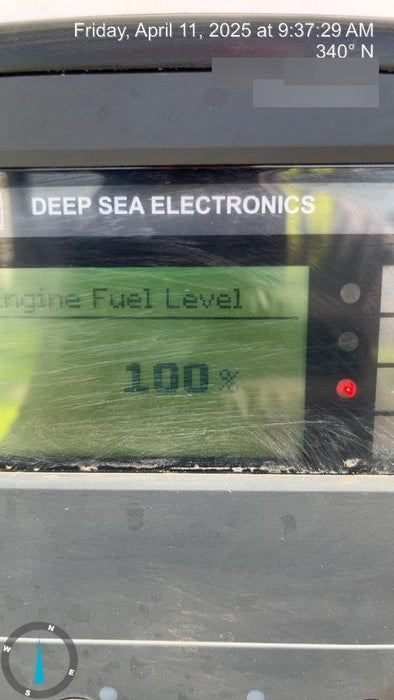 Friday, April 11, 2025 at 9:37:29 AM
340° N
DEEP SEA ELECTRONICS
ngine Fuel Level
100%
N
W
E
S